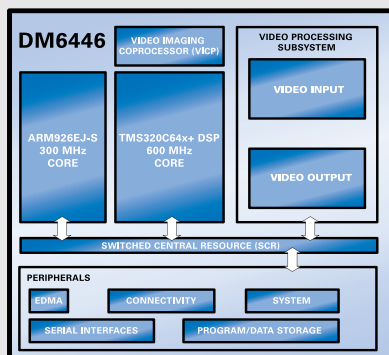 DM6446
VIDEO IMAGING
COPROCESSOR (VICP)
VIDEO PROCESSING
SUBSYSTEM
VIDEO INPUT
VIDEO OUTPUT
ARM926EJ-S
300 MHz
CORE
TMS320C64x+ DSP
600 MHz
CORE
SWITCHED CENTRAL RESOURCE (SCR)
PERIPHERALS
EDMA
CONNECTIVITY
SYSTEM
SERIAL INTERFACES
PROGRAM/DATA STORAGE